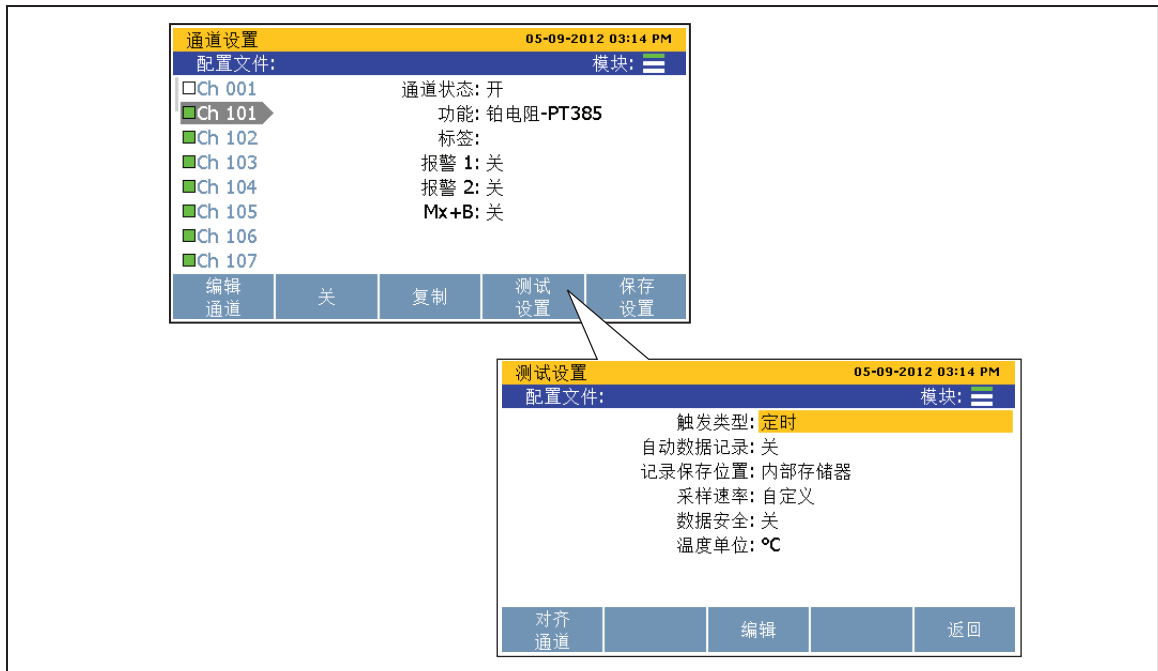 通道设置 05-09-2012 03:14 PM
配置文件: 模块:
Ch 001 通道状态: 开
Ch 101 功能: 铂电阻-PT385
Ch 102 标签:
Ch 103 报警 1: 关
Ch 104 报警 2: 关
Ch 105 Mx+B: 关
Ch 106
Ch 107
编辑 测试 保存
通道 关 复制 设置 设置
测试设置 05-09-2012 03:14 PM
配置文件: 模块:
触发类型: 定时
自动数据记录: 关
记录保存位置: 内部存储器
采样速率: 自定义
数据安全: 关
温度单位: °C
对齐
通道 编辑 返回